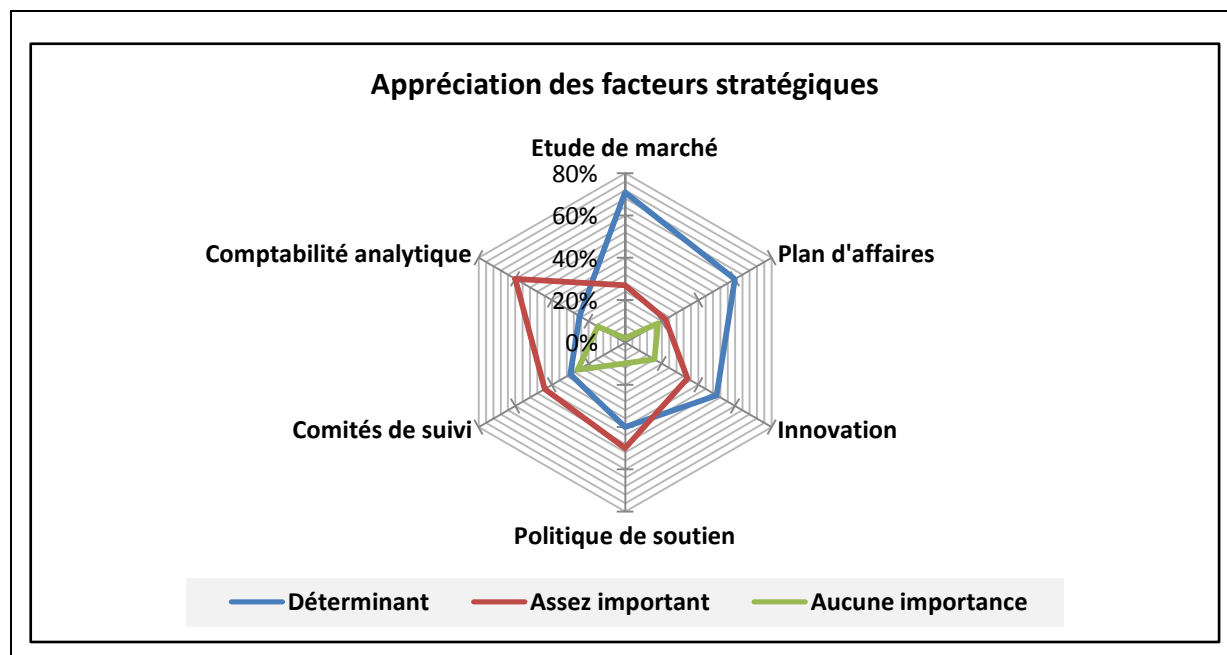 Appréciation des facteurs stratégiques
Etude de marché
80%
60%
40%
20%
0%
Comptabilité analytique
Plan d'affaires
Comités de suivi
Innovation
Politique de soutien
Déterminant
Assez important
Aucune importance